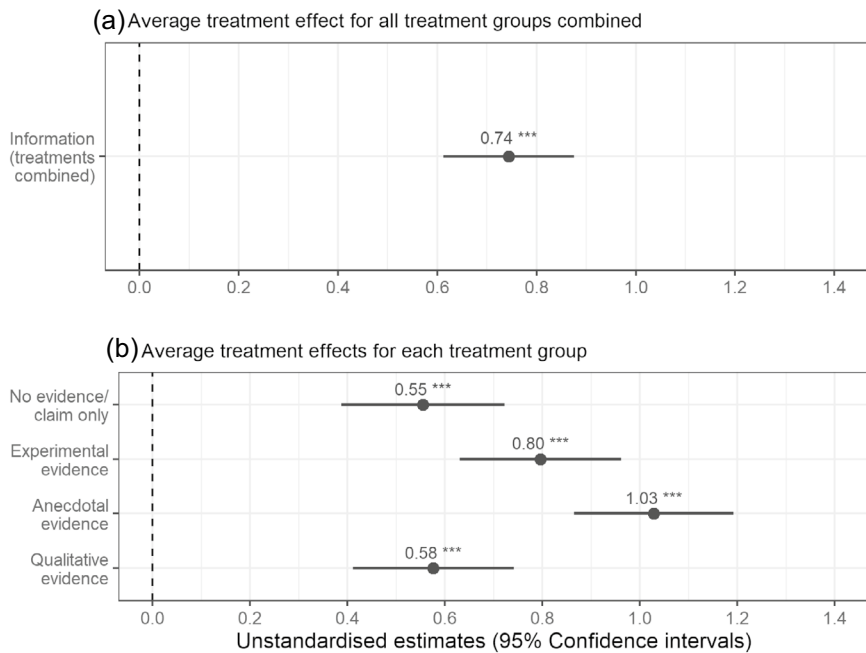 (a) Average treatment effect for all treatment groups combined
Information
(treatments
combined)
0.74 ***
0.0 0.2 0.4 0.6 0.8 1.0 1.2 1.4
(b) Average treatment effects for each treatment group
No evidence/
claim only
0.55 ***
Experimental
evidence
0.80 ***
Anecdotal
evidence
1.03 ***
Qualitative
evidence
0.58 ***
0.0 0.2 0.4 0.6 0.8 1.0 1.2 1.4
Unstandardised estimates (95% Confidence intervals)